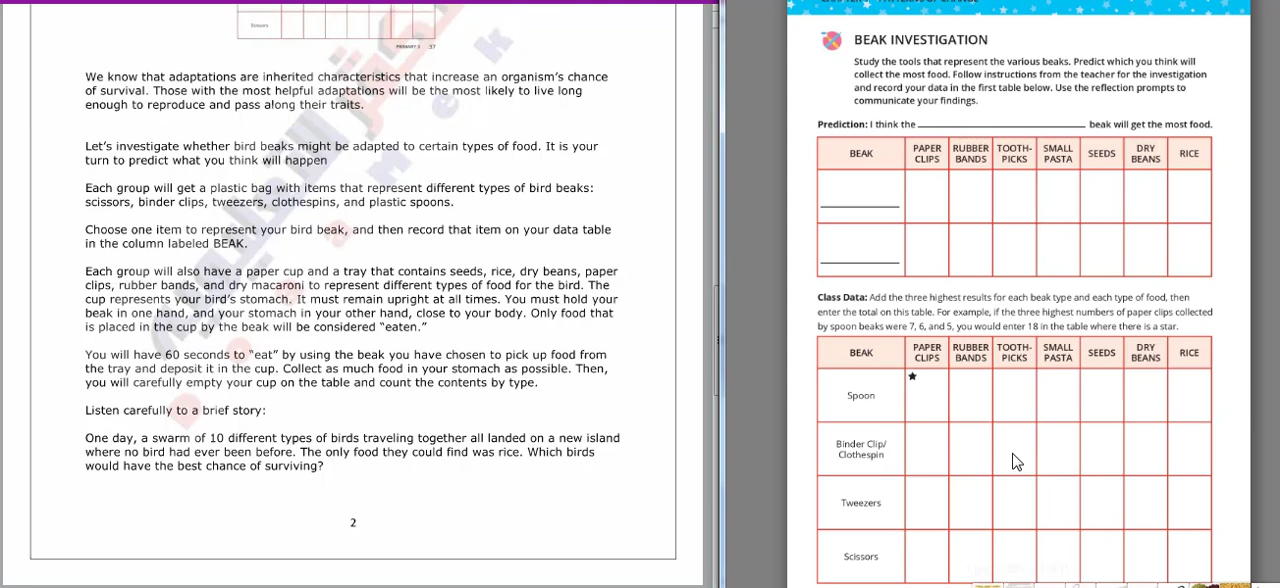 Scissors
PRIMARY 5 37
We know that adaptations are inherited characteristics that increase an organism's chance
of survival. Those with the most helpful adaptations will be the most likely to live long
enough to reproduce and pass along their traits.
Let's investigate whether bird beaks might be adapted to certain types of food. It is your
turn to predict what you think will happen
Each group will get a plastic bag with items that represent different types of bird beaks:
scissors, binder clips, tweezers, clothespins, and plastic spoons.
Choose one item to represent your bird beak, and then record that item on your data table
in the column labeled BEAK.
Each group will also have a paper cup and a tray that contains seeds, rice, dry beans, paper
clips, rubber bands, and dry macaroni to represent different types of food for the bird. The
cup represents your bird's stomach. It must remain upright at all times. You must hold your
beak in one hand, and your stomach in your other hand, close to your body. Only food that
is placed in the cup by the beak will be considered "eaten."
You will have 60 seconds to "eat" by using the beak you have chosen to pick up food from
the tray and deposit it in the cup. Collect as much food in your stomach as possible. Then,
you will carefully empty your cup on the table and count the contents by type.
Listen carefully to a brief story:
One day, a swarm of 10 different types of birds traveling together all landed on a new island
where no bird had ever been before. The only food they could find was rice. Which birds
would have the best chance of surviving?
2
BEAK INVESTIGATION
Study the tools that represent the various beaks. Predict which you think will
collect the most food. Follow instructions from the teacher for the investigation
and record your data in the first table below. Use the reflection prompts to
communicate your findings.
Prediction: I think the ______ beak will get the most food.
BEAK PAPER CLIPS RUBBER BANDS TOOTH-PICKS SMALL PASTA SEEDS DRY BEANS RICE
Class Data: Add the three highest results for each beak type and each type of food, then
enter the total on this table. For example, if the three highest numbers of paper clips collected
by spoon beaks were 7, 6, and 5, you would enter 18 in the table where there is a star.
BEAK PAPER CLIPS RUBBER BANDS TOOTH-PICKS SMALL PASTA SEEDS DRY BEANS RICE
Spoon ★
Binder Clip/
Clothespin
Tweezers
Scissors